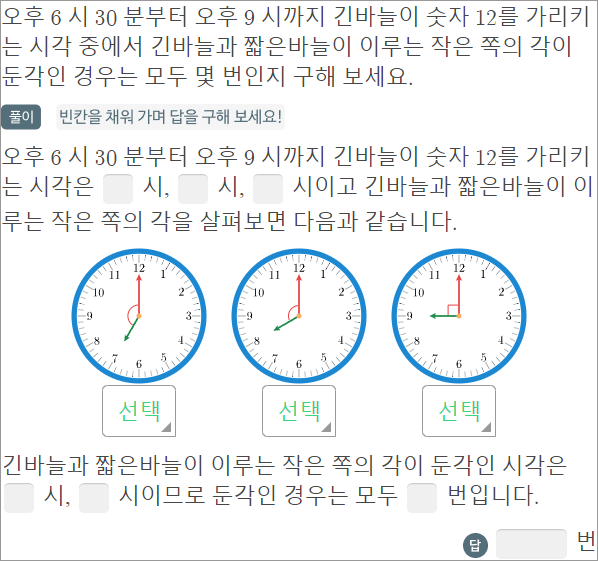 오후 6 시 30 분부터 오후 9 시까지 긴바늘이 숫자 12를 가리키
는 시각 중에서 긴바늘과 짧은바늘이 이루는 작은 쪽의 각이
둔각인 경우는 모두 몇 번인지 구해 보세요.
풀이 빈칸을 채워 가며 답을 구해 보세요!
오후 6 시 30 분부터 오후 9 시까지 긴바늘이 숫자 12를 가리키
는 시각은 시, 시, 시이고 긴바늘과 짧은바늘이 이
루는 작은 쪽의 각을 살펴보면 다음과 같습니다.
12 1 2 3 4 5 6 7 8 9 10 11
12 1 2 3 4 5 6 7 8 9 10 11
12 1 2 3 4 5 6 7 8 9 10 11
선택 선택 선택
긴바늘과 짧은바늘이 이루는 작은 쪽의 각이 둔각인 시각은
시, 시이므로 둔각인 경우는 모두 번입니다.
답 번